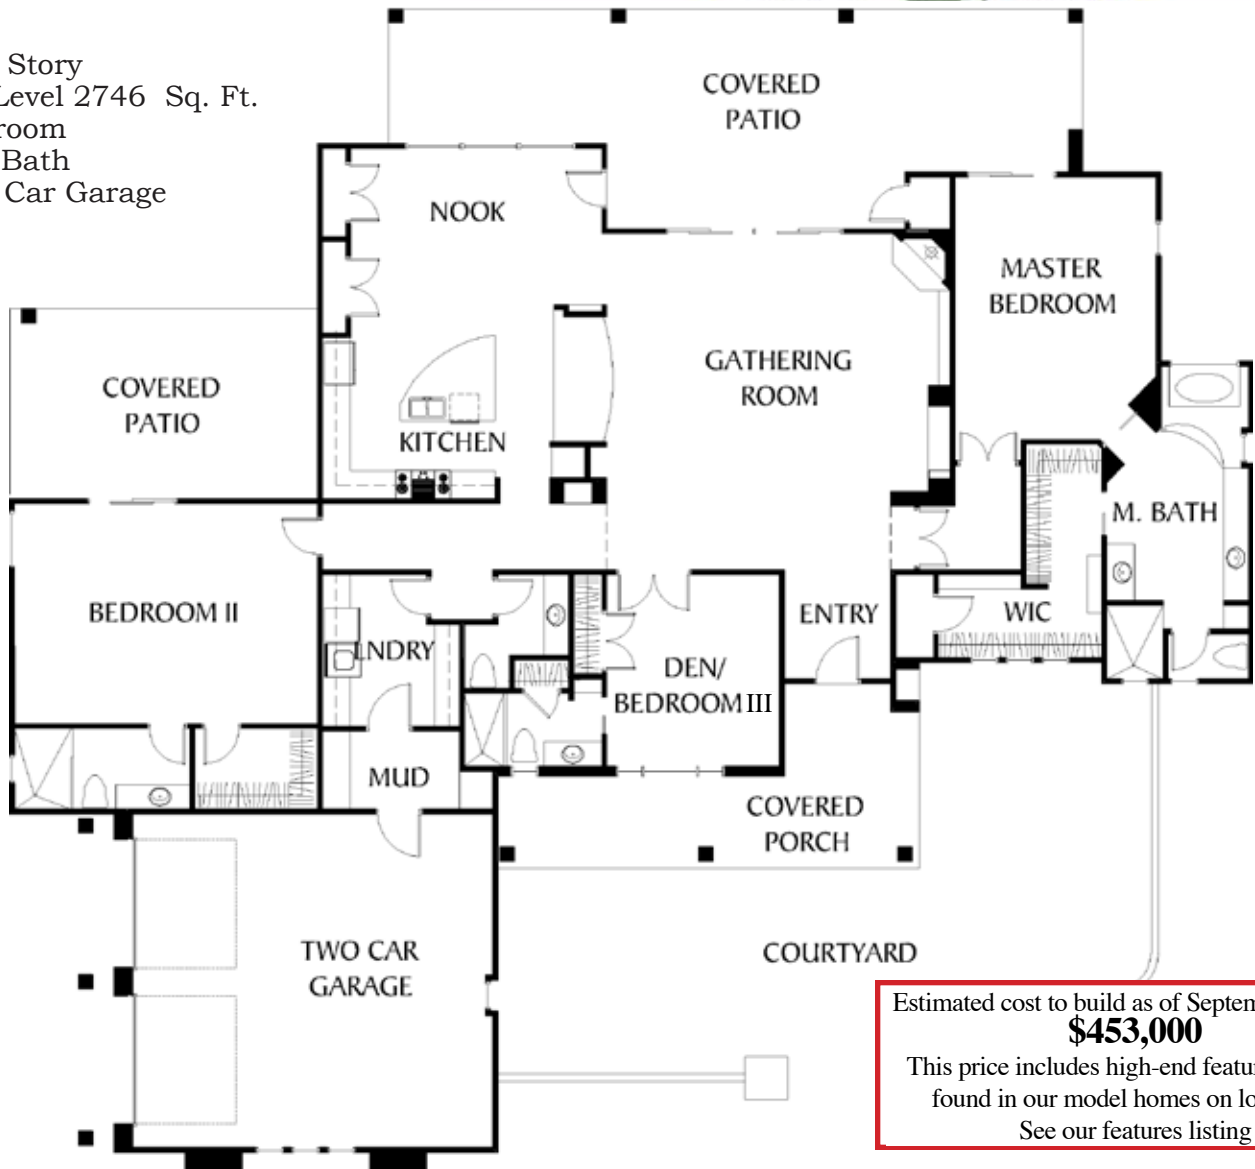 Story
Level 2746 Sq. Ft.
room
Bath
Car Garage
COVERED
PATIO
NOOK
MASTER
BEDROOM
GATHERING
ROOM
COVERED
PATIO
KITCHEN
M. BATH
BEDROOM II
ENTRY
WIC
LNDRY
DEN/
BEDROOM III
MUD
COVERED
PORCH
TWO CAR
GARAGE
COURTYARD
Estimated cost to build as of Septem
$453,000
This price includes high-end featur
found in our model homes on lo
See our features listing